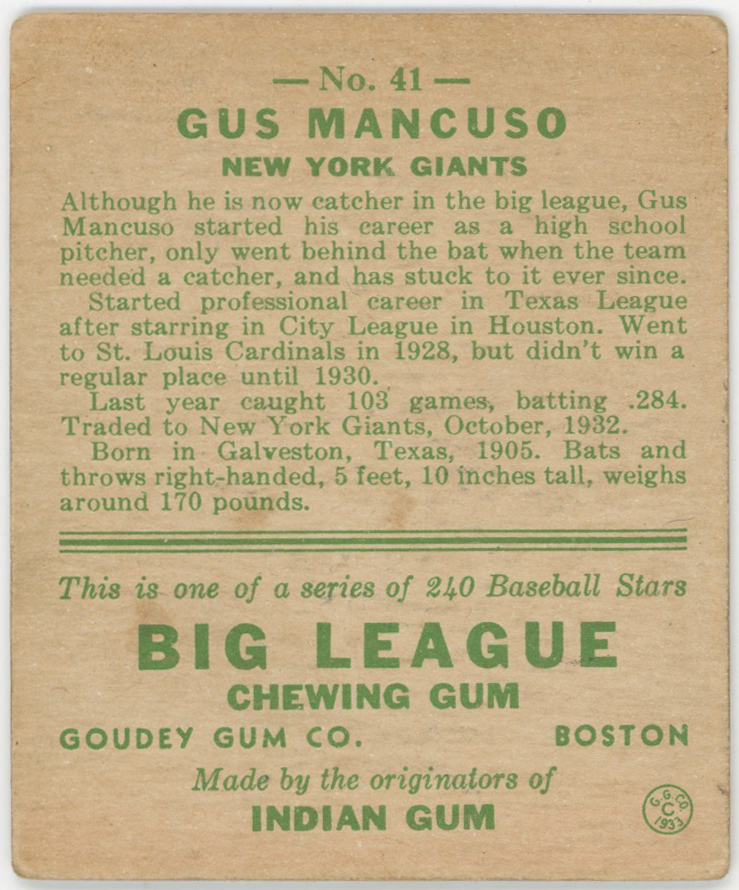 — No. 41 —
GUS MANCUSO
NEW YORK GIANTS
Although he is now catcher in the big league, Gus
Mancuso started his career as a high school
pitcher, only went behind the bat when the team
needed a catcher, and has stuck to it ever since.
Started professional career in Texas League
after starring in City League in Houston. Went
to St. Louis Cardinals in 1928, but didn't win a
regular place until 1930.
Last year caught 103 games, batting .284.
Traded to New York Giants, October, 1932.
Born in Galveston, Texas, 1905. Bats and
throws right-handed, 5 feet, 10 inches tall, weighs
around 170 pounds.
This is one of a series of 240 Baseball Stars
BIG LEAGUE
CHEWING GUM
GOUDEY GUM CO. BOSTON
Made by the originators of
INDIAN GUM
G.G.CO.
C
1933